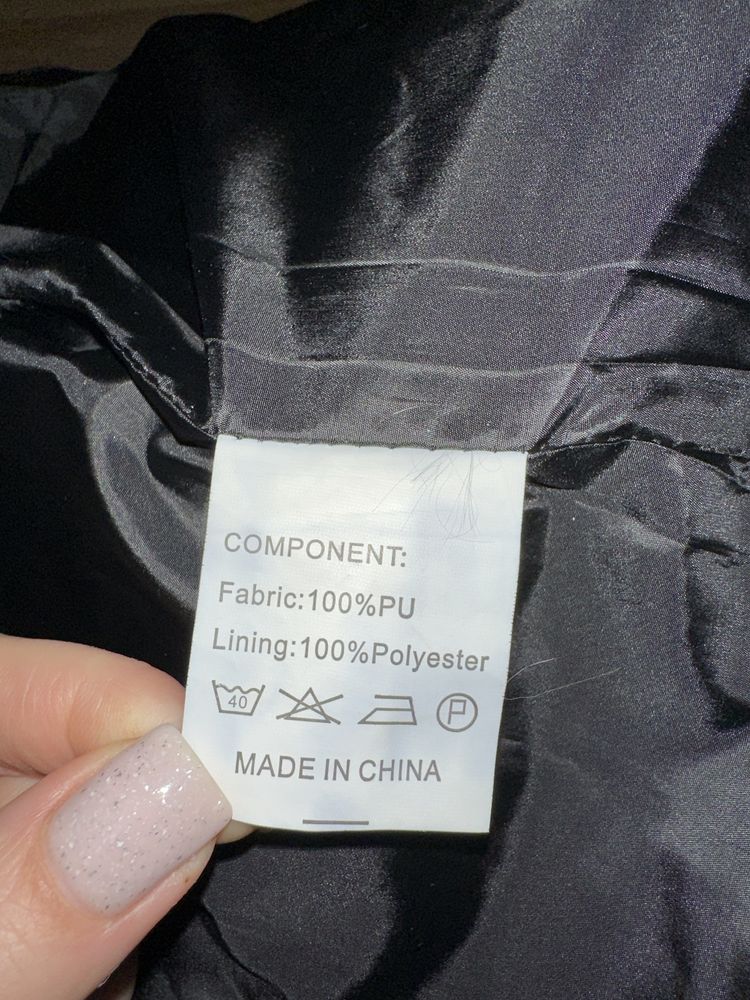 COMPONENT:
Fabric:100%PU
Lining:100%Polyester
40 P
MADE IN CHINA